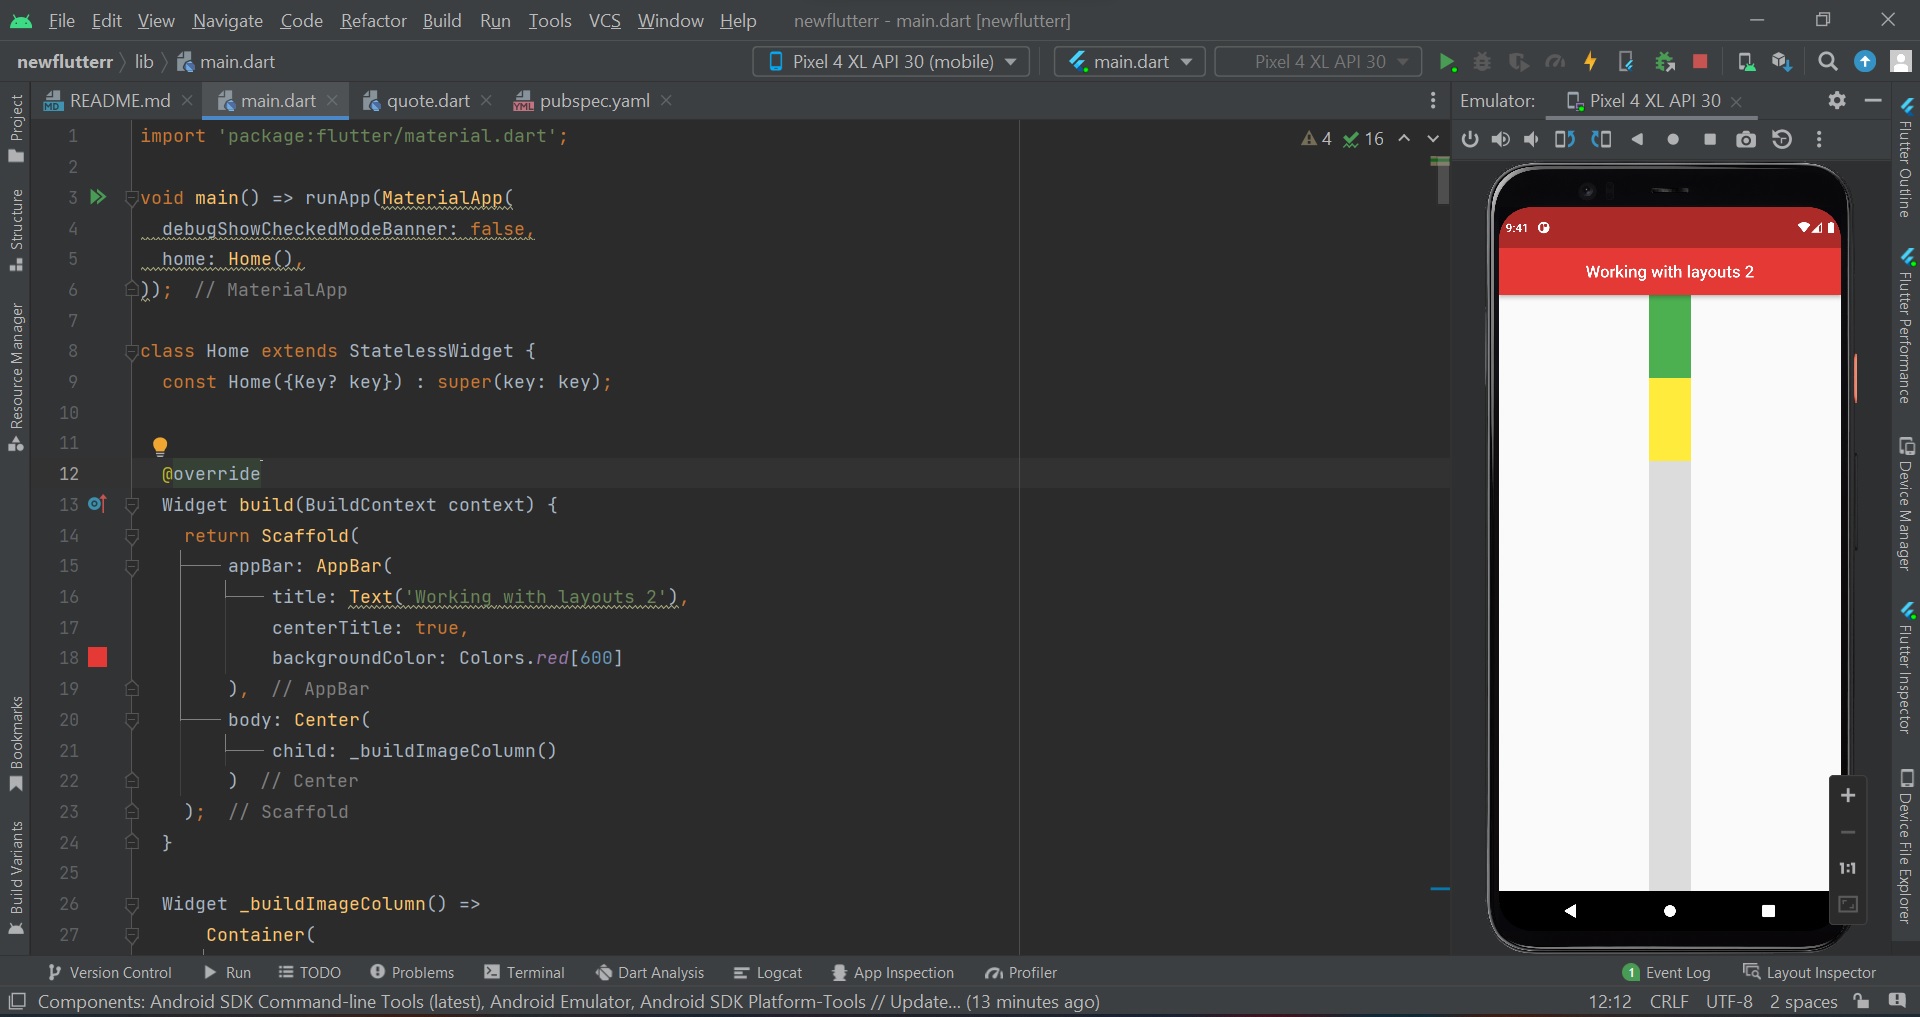 File Edit View Navigate Code Refactor Build Run Tools VCS Window Help newflutterr - main.dart [newflutterr]
newflutterr lib main.dart Pixel 4 XL API 30 (mobile) main.dart Pixel 4 XL API 30
README.md main.dart quote.dart pubspec.yaml Emulator: Pixel 4 XL API 30
4 16
1 import 'package:flutter/material.dart';
2
3 void main() => runApp(MaterialApp(
4 debugShowCheckedModeBanner: false,
5 home: Home(),
6 )); // MaterialApp
7
8 class Home extends StatelessWidget {
9 const Home({Key? key}) : super(key: key);
10
11
12 @override
13 Widget build(BuildContext context) {
14 return Scaffold(
15 appBar: AppBar(
16 title: Text('Working with layouts 2'),
17 centerTitle: true,
18 backgroundColor: Colors.red[600]
19 ), // AppBar
20 body: Center(
21 child: _buildImageColumn()
22 ) // Center
23 ); // Scaffold
24 }
25
26 Widget _buildImageColumn() =>
27 Container(
Project
Structure
Resource Manager
Bookmarks
Build Variants
9:41
Working with layouts 2
1:1
Flutter Outline
Flutter Performance
Device Manager
Flutter Inspector
Device File Explorer
Version Control Run TODO Problems Terminal Dart Analysis Logcat App Inspection Profiler 1 Event Log Layout Inspector
Components: Android SDK Command-line Tools (latest), Android Emulator, Android SDK Platform-Tools // Update... (13 minutes ago) 12:12 CRLF UTF-8 2 spaces